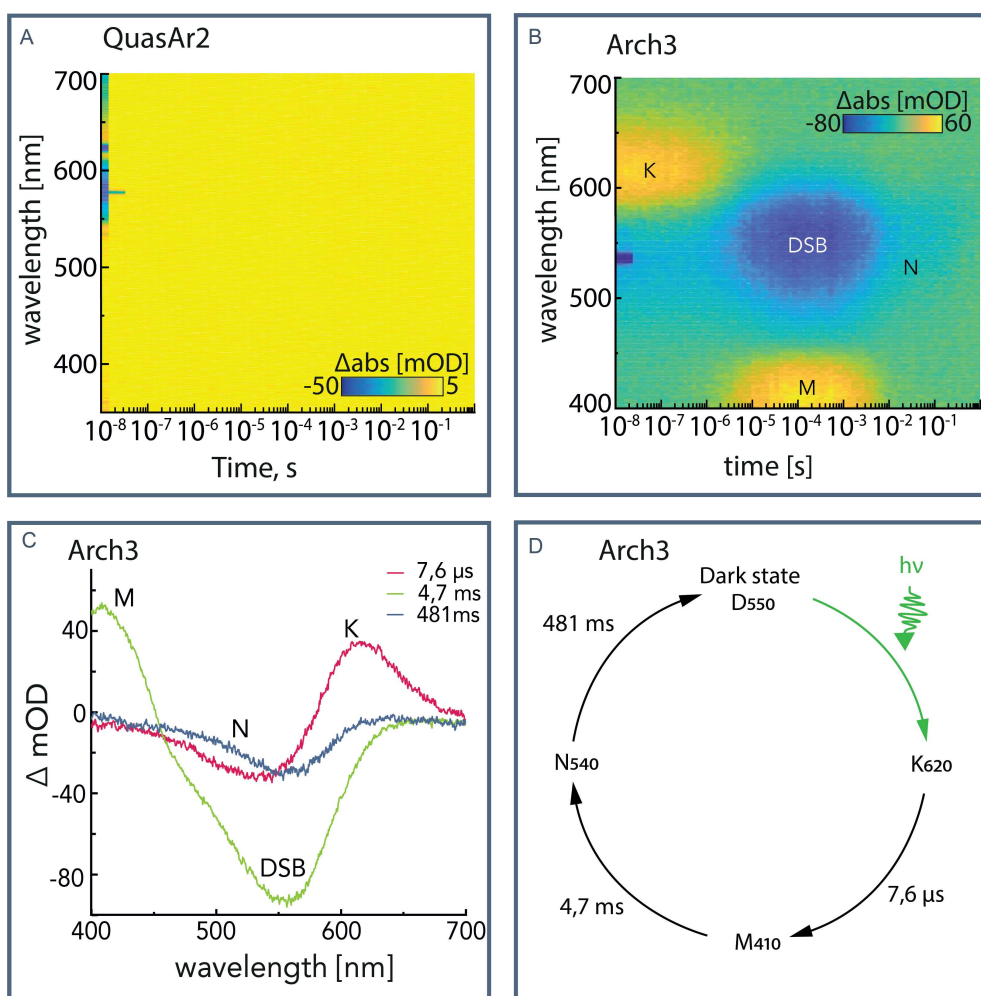 A
QuasAr2
700
600
500
400
wavelength [nm]
Δabs [mOD]
-50 5
10⁻⁸ 10⁻⁷ 10⁻⁶ 10⁻⁵ 10⁻⁴ 10⁻³ 10⁻² 10⁻¹
Time, s
B
Arch3
700
600
500
400
wavelength [nm]
Δabs [mOD]
-80 60
K
DSB
N
M
10⁻⁸ 10⁻⁷ 10⁻⁶ 10⁻⁵ 10⁻⁴ 10⁻³ 10⁻² 10⁻¹
time [s]
C
Arch3
7,6 μs
4,7 ms
481ms
M
K
N
DSB
40
0
-40
-80
Δ mOD
400 500 600 700
wavelength [nm]
D
Arch3
hν
Dark state
D550
481 ms
N540
K620
4,7 ms
7,6 μs
M410